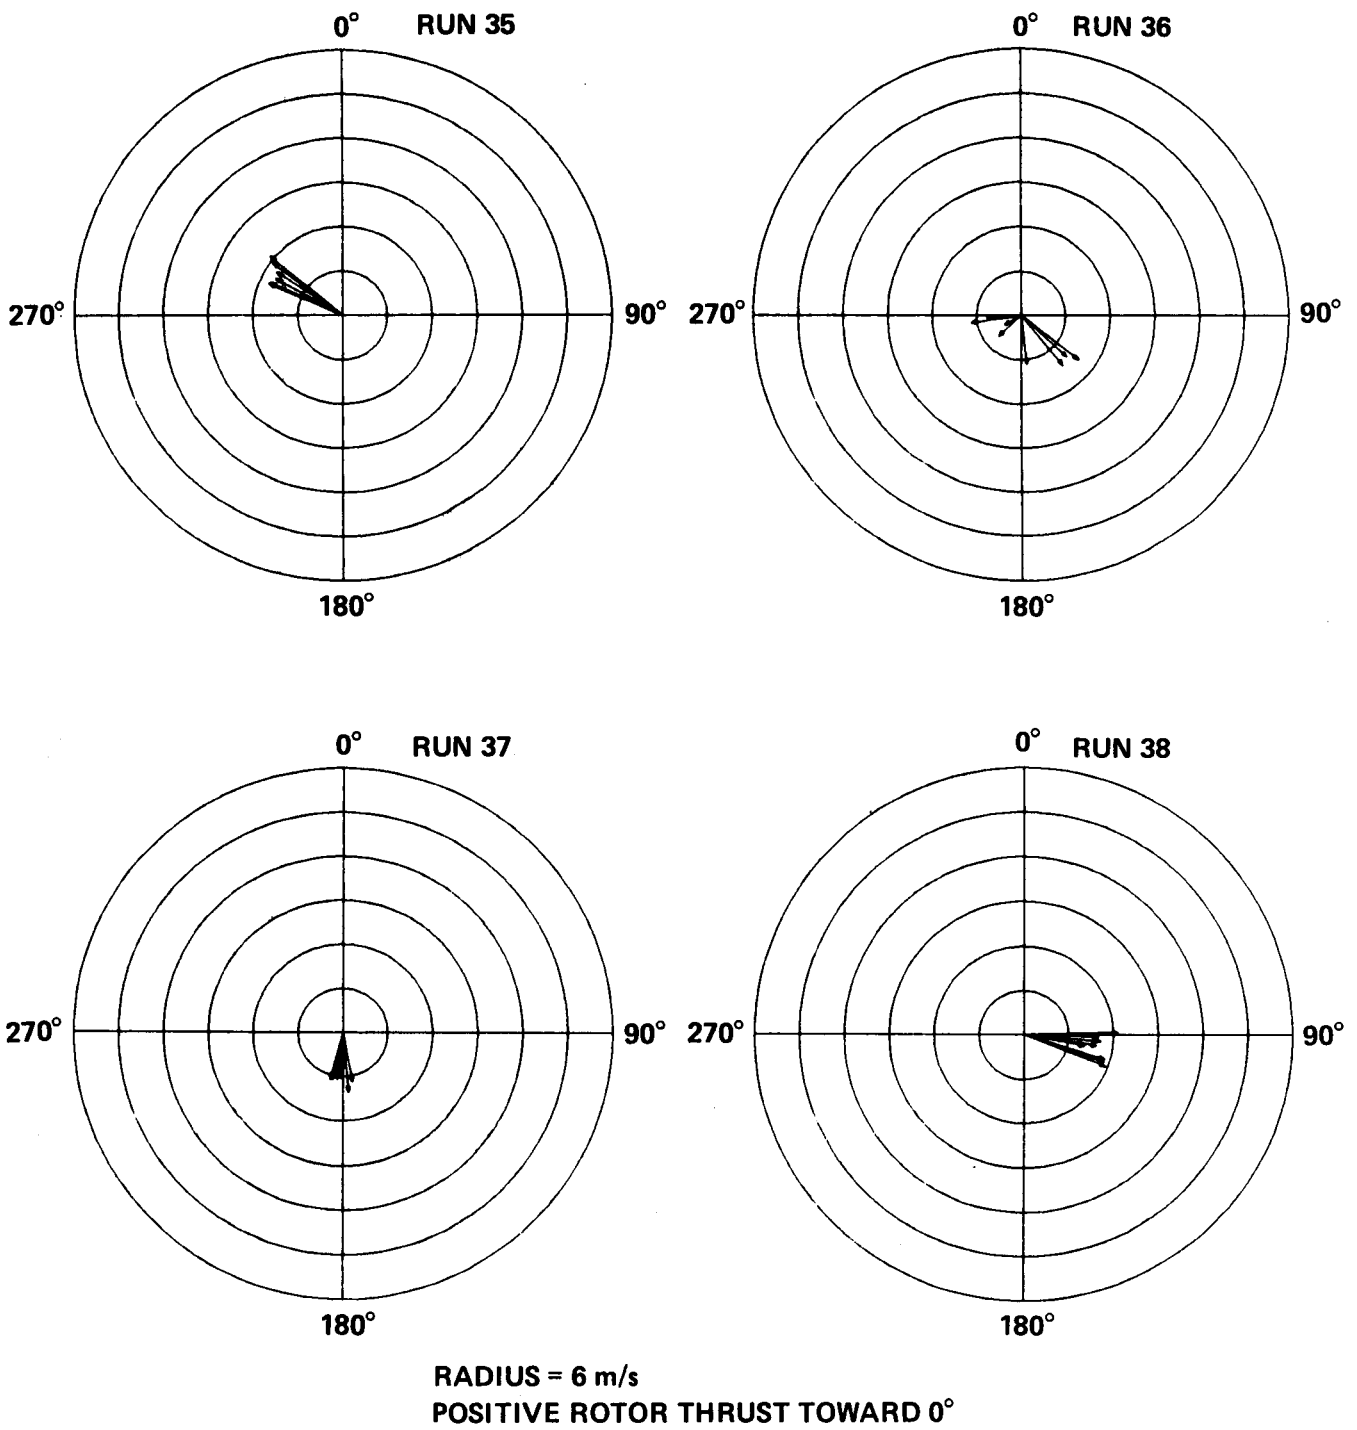 0° RUN 35
270° 90°
180°
0° RUN 36
270° 90°
180°
0° RUN 37
270° 90°
180°
0° RUN 38
270° 90°
180°
RADIUS = 6 m/s
POSITIVE ROTOR THRUST TOWARD 0°